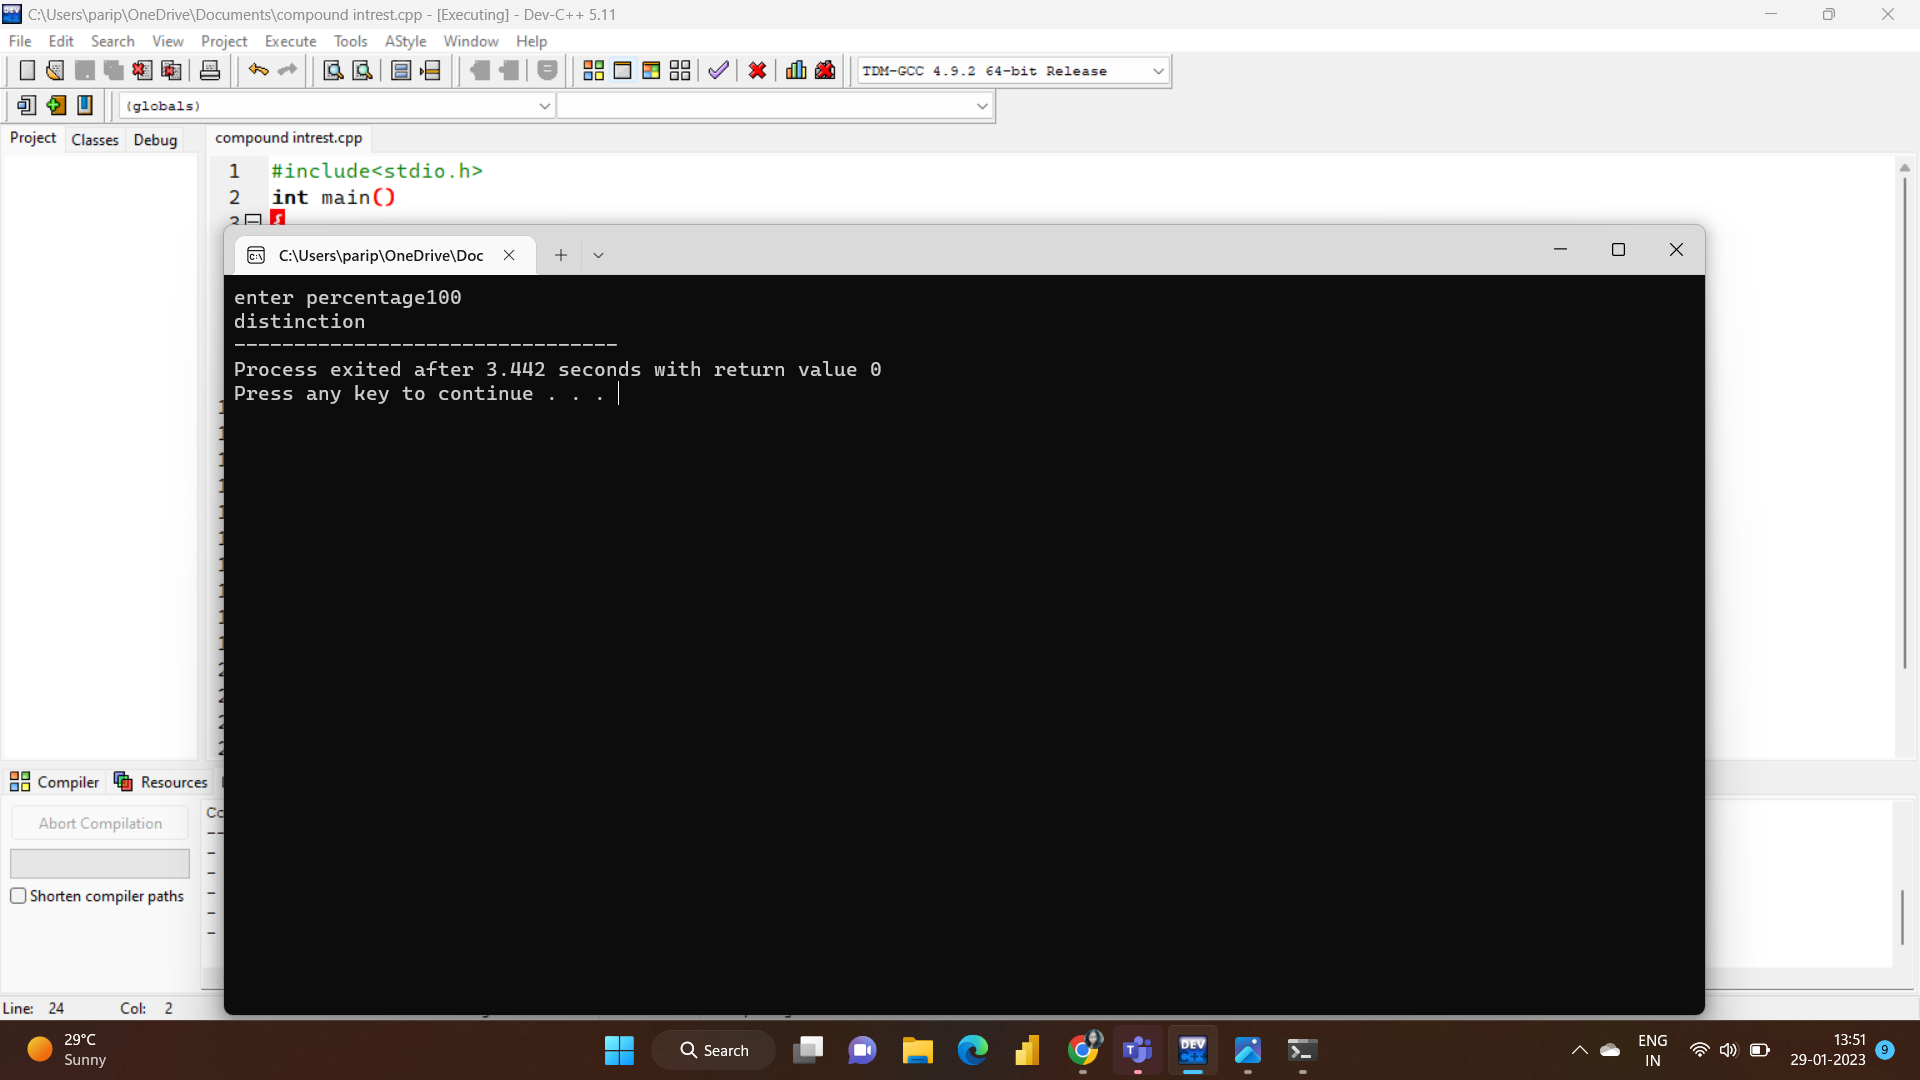 C:\Users\parip\OneDrive\Documents\compound intrest.cpp - [Executing] - Dev-C++ 5.11
File Edit Search View Project Execute Tools AStyle Window Help
TDM-GCC 4.9.2 64-bit Release
(globals)
Project Classes Debug
compound intrest.cpp
1 #include<stdio.h>
2 int main()
3 {
C:\Users\parip\OneDrive\Doc
enter percentage100
distinction
--------------------------------
Process exited after 3.442 seconds with return value 0
Press any key to continue . . .
Compiler Resources
Abort Compilation
Shorten compiler paths
Line: 24 Col: 2
29°C
Sunny
Search
DEV
C++
ENG
IN
13:51
29-01-2023
9